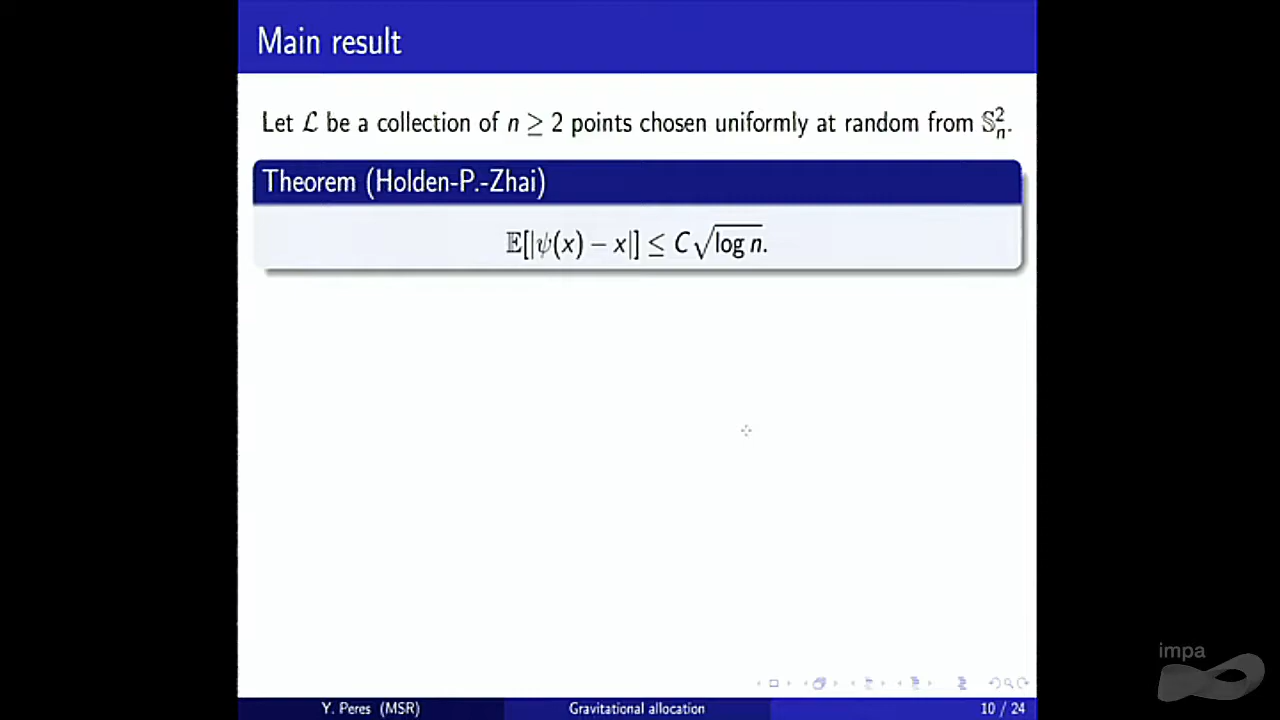 Main result
Let ℒ be a collection of n ≥ 2 points chosen uniformly at random from 𝕊²ₙ.
Theorem (Holden-P.-Zhai)
𝔼[|ψ(x) − x|] ≤ C√log n.
impa
Y. Peres (MSR) Gravitational allocation 10 / 24